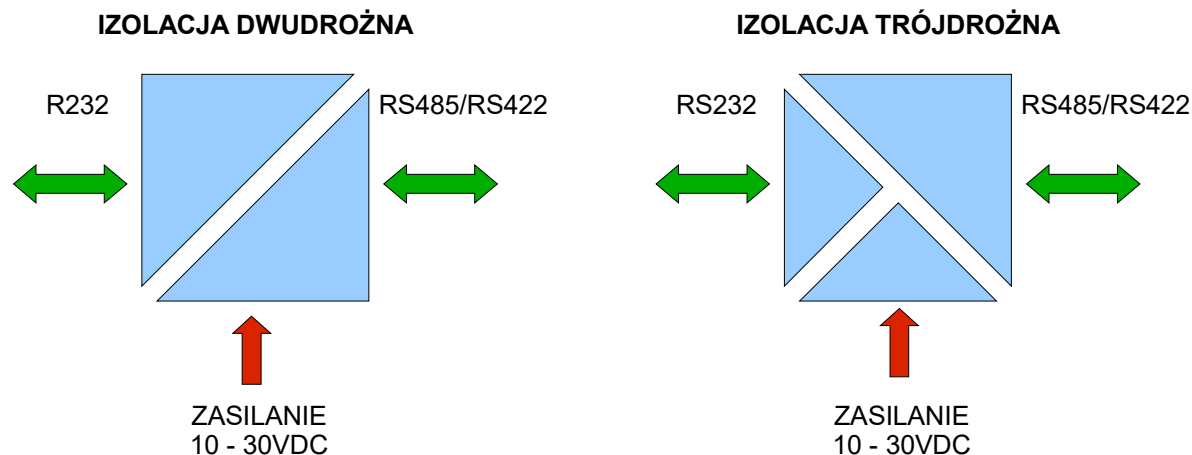 IZOLACJA DWUDROŻNA
R232
RS485/RS422
ZASILANIE
10 - 30VDC
IZOLACJA TRÓJDROŻNA
RS232
RS485/RS422
ZASILANIE
10 - 30VDC